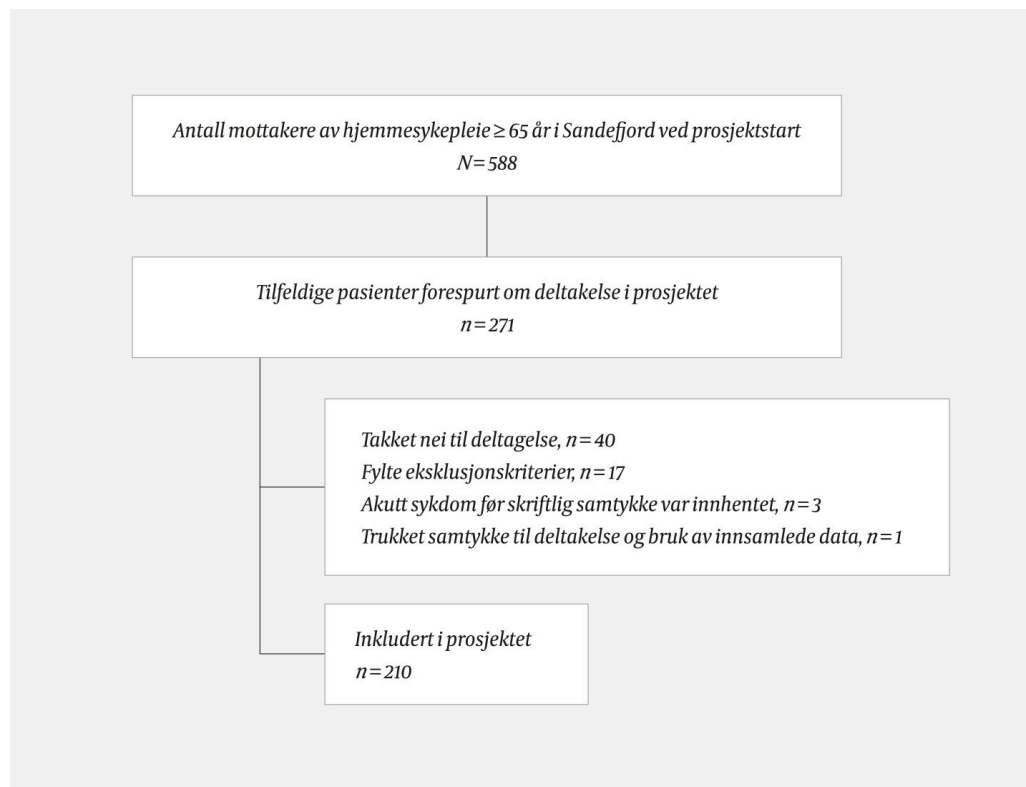 Antall mottakere av hjemmesykepleie ≥ 65 år i Sandefjord ved prosjektstart
N = 588
Tilfeldige pasienter forespurt om deltakelse i prosjektet
n = 271
Takket nei til deltagelse, n = 40
Fylte eksklusjonskriterier, n = 17
Akutt sykdom før skriftlig samtykke var innhentet, n = 3
Trukket samtykke til deltakelse og bruk av innsamlede data, n = 1
Inkludert i prosjektet
n = 210